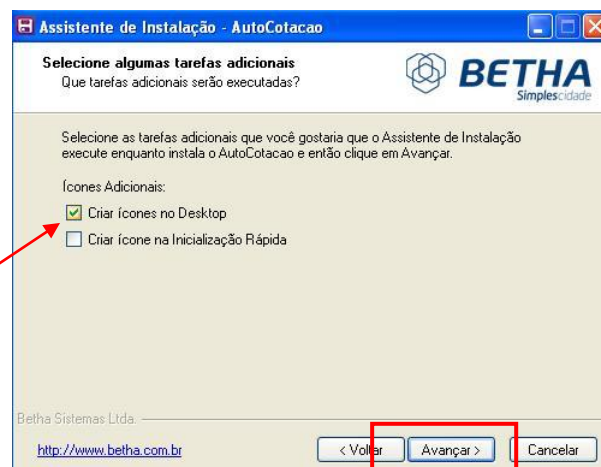 Assistente de Instalação - AutoCotacao
Selecione algumas tarefas adicionais
Que tarefas adicionais serão executadas?
BETHA
Simplescidade
Selecione as tarefas adicionais que você gostaria que o Assistente de Instalação
execute enquanto instala o AutoCotacao e então clique em Avançar.
Ícones Adicionais:
Criar ícones no Desktop
Criar ícone na Inicialização Rápida
Betha Sistemas Ltda.
http://www.betha.com.br
< Voltar
Avançar >
Cancelar